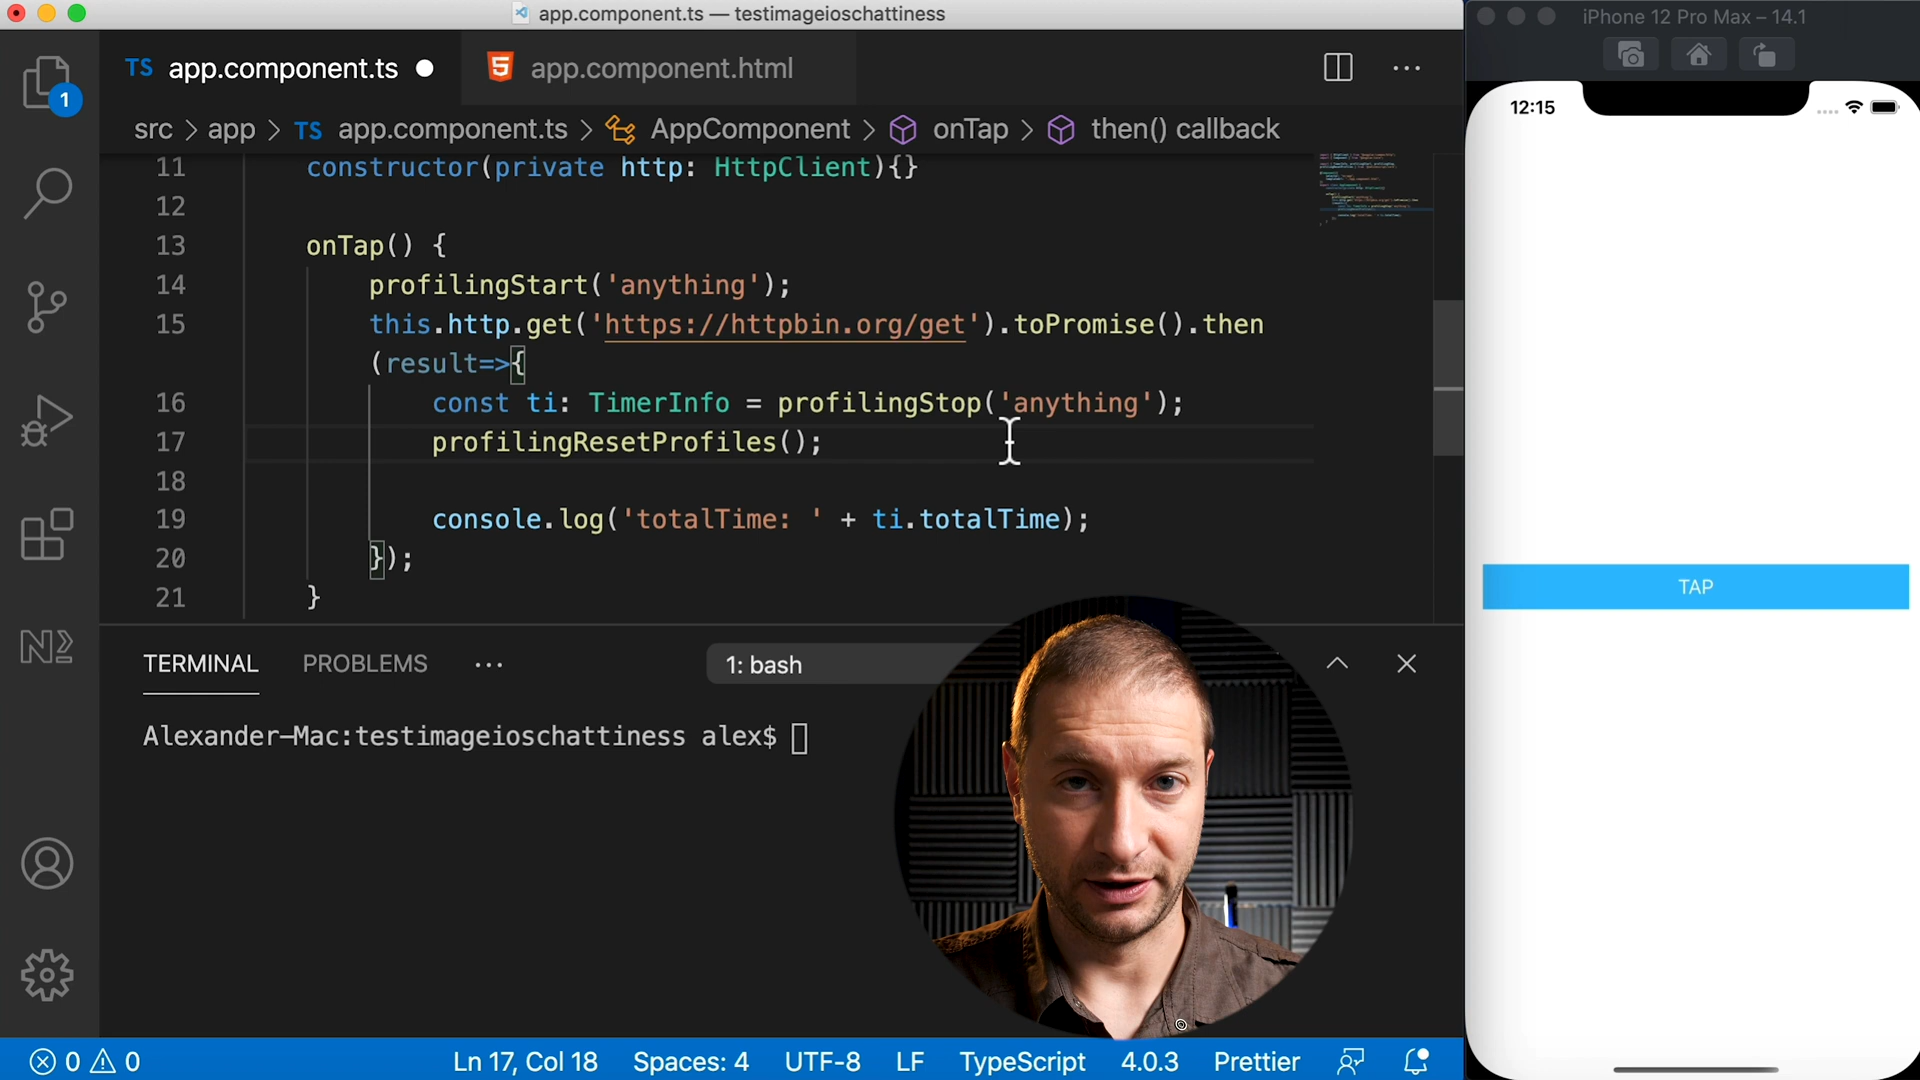 app.component.ts — testimageioschattiness
iPhone 12 Pro Max – 14.1
TS app.component.ts
5 app.component.html
1
src > app > TS app.component.ts > AppComponent > onTap > then() callback
12:15
11 constructor(private http: HttpClient){}
12
13 onTap() {
14 profilingStart('anything');
15 this.http.get('https://httpbin.org/get').toPromise().then
(result=>{
16 const ti: TimerInfo = profilingStop('anything');
17 profilingResetProfiles();
18
19 console.log('totalTime: ' + ti.totalTime);
20 });
21 }
TAP
TERMINAL PROBLEMS ··· 1: bash
Alexander-Mac:testimageioschattiness alex$
0 0 Ln 17, Col 18 Spaces: 4 UTF-8 LF TypeScript 4.0.3 Prettier